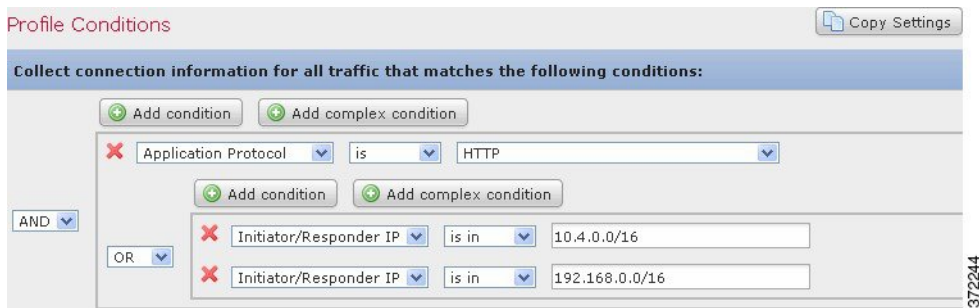 Profile Conditions
Copy Settings
Collect connection information for all traffic that matches the following conditions:
Add condition
Add complex condition
Application Protocol
is
HTTP
Add condition
Add complex condition
AND
OR
Initiator/Responder IP
is in
10.4.0.0/16
Initiator/Responder IP
is in
192.168.0.0/16
372244